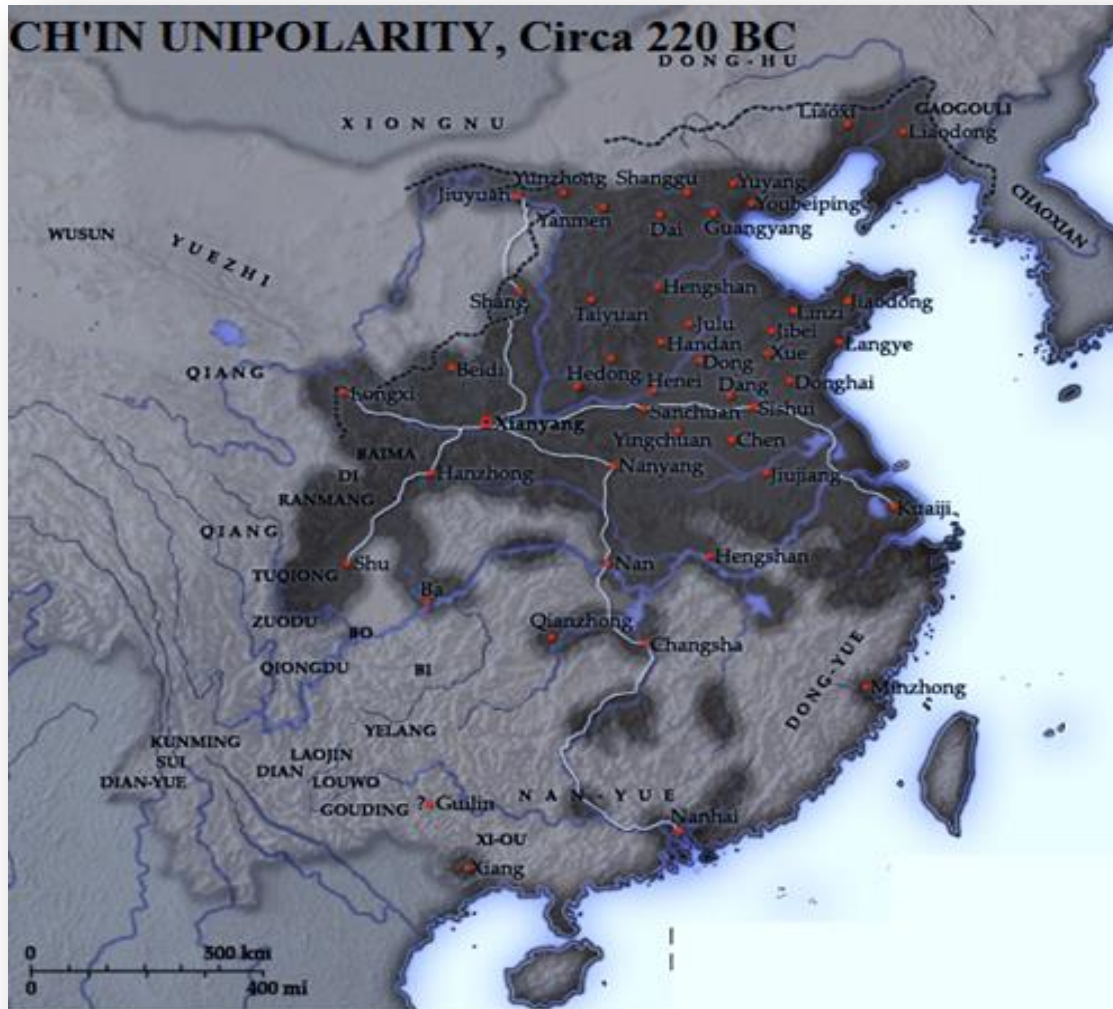 CH'IN UNIPOLARITY, Circa 220 BC
DONG-HU
XIONGNU
Liaoxi
GAOGOULI
Liaodong
Yunzhong
Shanggu
Yuyang
Jiuyuan
Youbeiping
Yanmen
Dai
Guangyang
CHAOXIAN
WUSUN
YUEZHI
Shang
Hengshan
Taiyuan
Jiaodong
Linzi
Julu
Jibei
Handan
Langye
Dong
Xue
QIANG
Beidi
Hedong
Henei
Dang
Donghai
Longxi
Sanchuan
Sishui
Xianyang
Yingchuan
Chen
BAIMA
Nanyang
DI
Hanzhong
Jiujiang
RANMANG
Kuaiji
QIANG
Shu
Nan
Hengshan
TUQIONG
Ba
ZUODU
BO
Qianzhong
Changsha
QIONGDU
BI
DONG-YUE
Minzhong
YELANG
KUNMING
LAOJIN
SUI
DIAN
DIAN-YUE
LOUWO
NAN-YUE
GOUDING
? Guilin
Nanhai
XI-OU
Xiang
0 500 km
0 400 mi